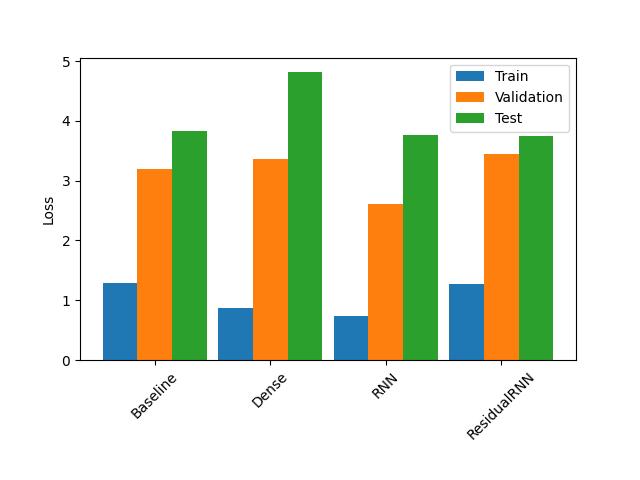 5
4
3
2
1
0
Loss
Train
Validation
Test
Baseline
Dense
RNN
ResidualRNN